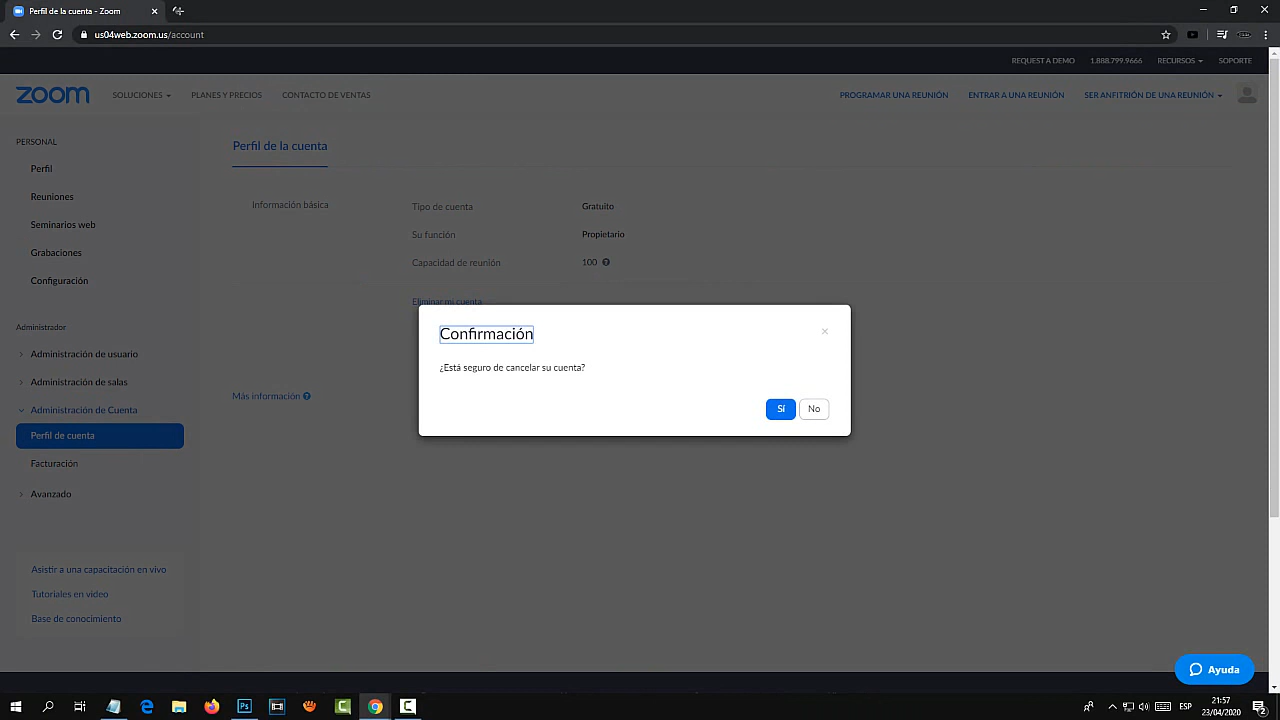 Perfil de la cuenta - Zoom
us04web.zoom.us/account
REQUEST A DEMO 1.888.799.9666 RECURSOS SOPORTE
zoom SOLUCIONES PLANES Y PRECIOS CONTACTO DE VENTAS PROGRAMAR UNA REUNIÓN ENTRAR A UNA REUNIÓN SER ANFITRIÓN DE UNA REUNIÓN
PERSONAL
Perfil
Reuniones
Seminarios web
Grabaciones
Configuración
Administrador
Administración de usuario
Administración de salas
Administración de Cuenta
Perfil de cuenta
Facturación
Avanzado
Asistir a una capacitación en vivo
Tutoriales en video
Base de conocimiento
Perfil de la cuenta
Información básica
Tipo de cuenta Gratuito
Su función Propietario
Capacidad de reunión 100
Eliminar mi cuenta
Más información
Confirmación
¿Está seguro de cancelar su cuenta?
Sí No
Ayuda
ESP
21:57
23/04/2020